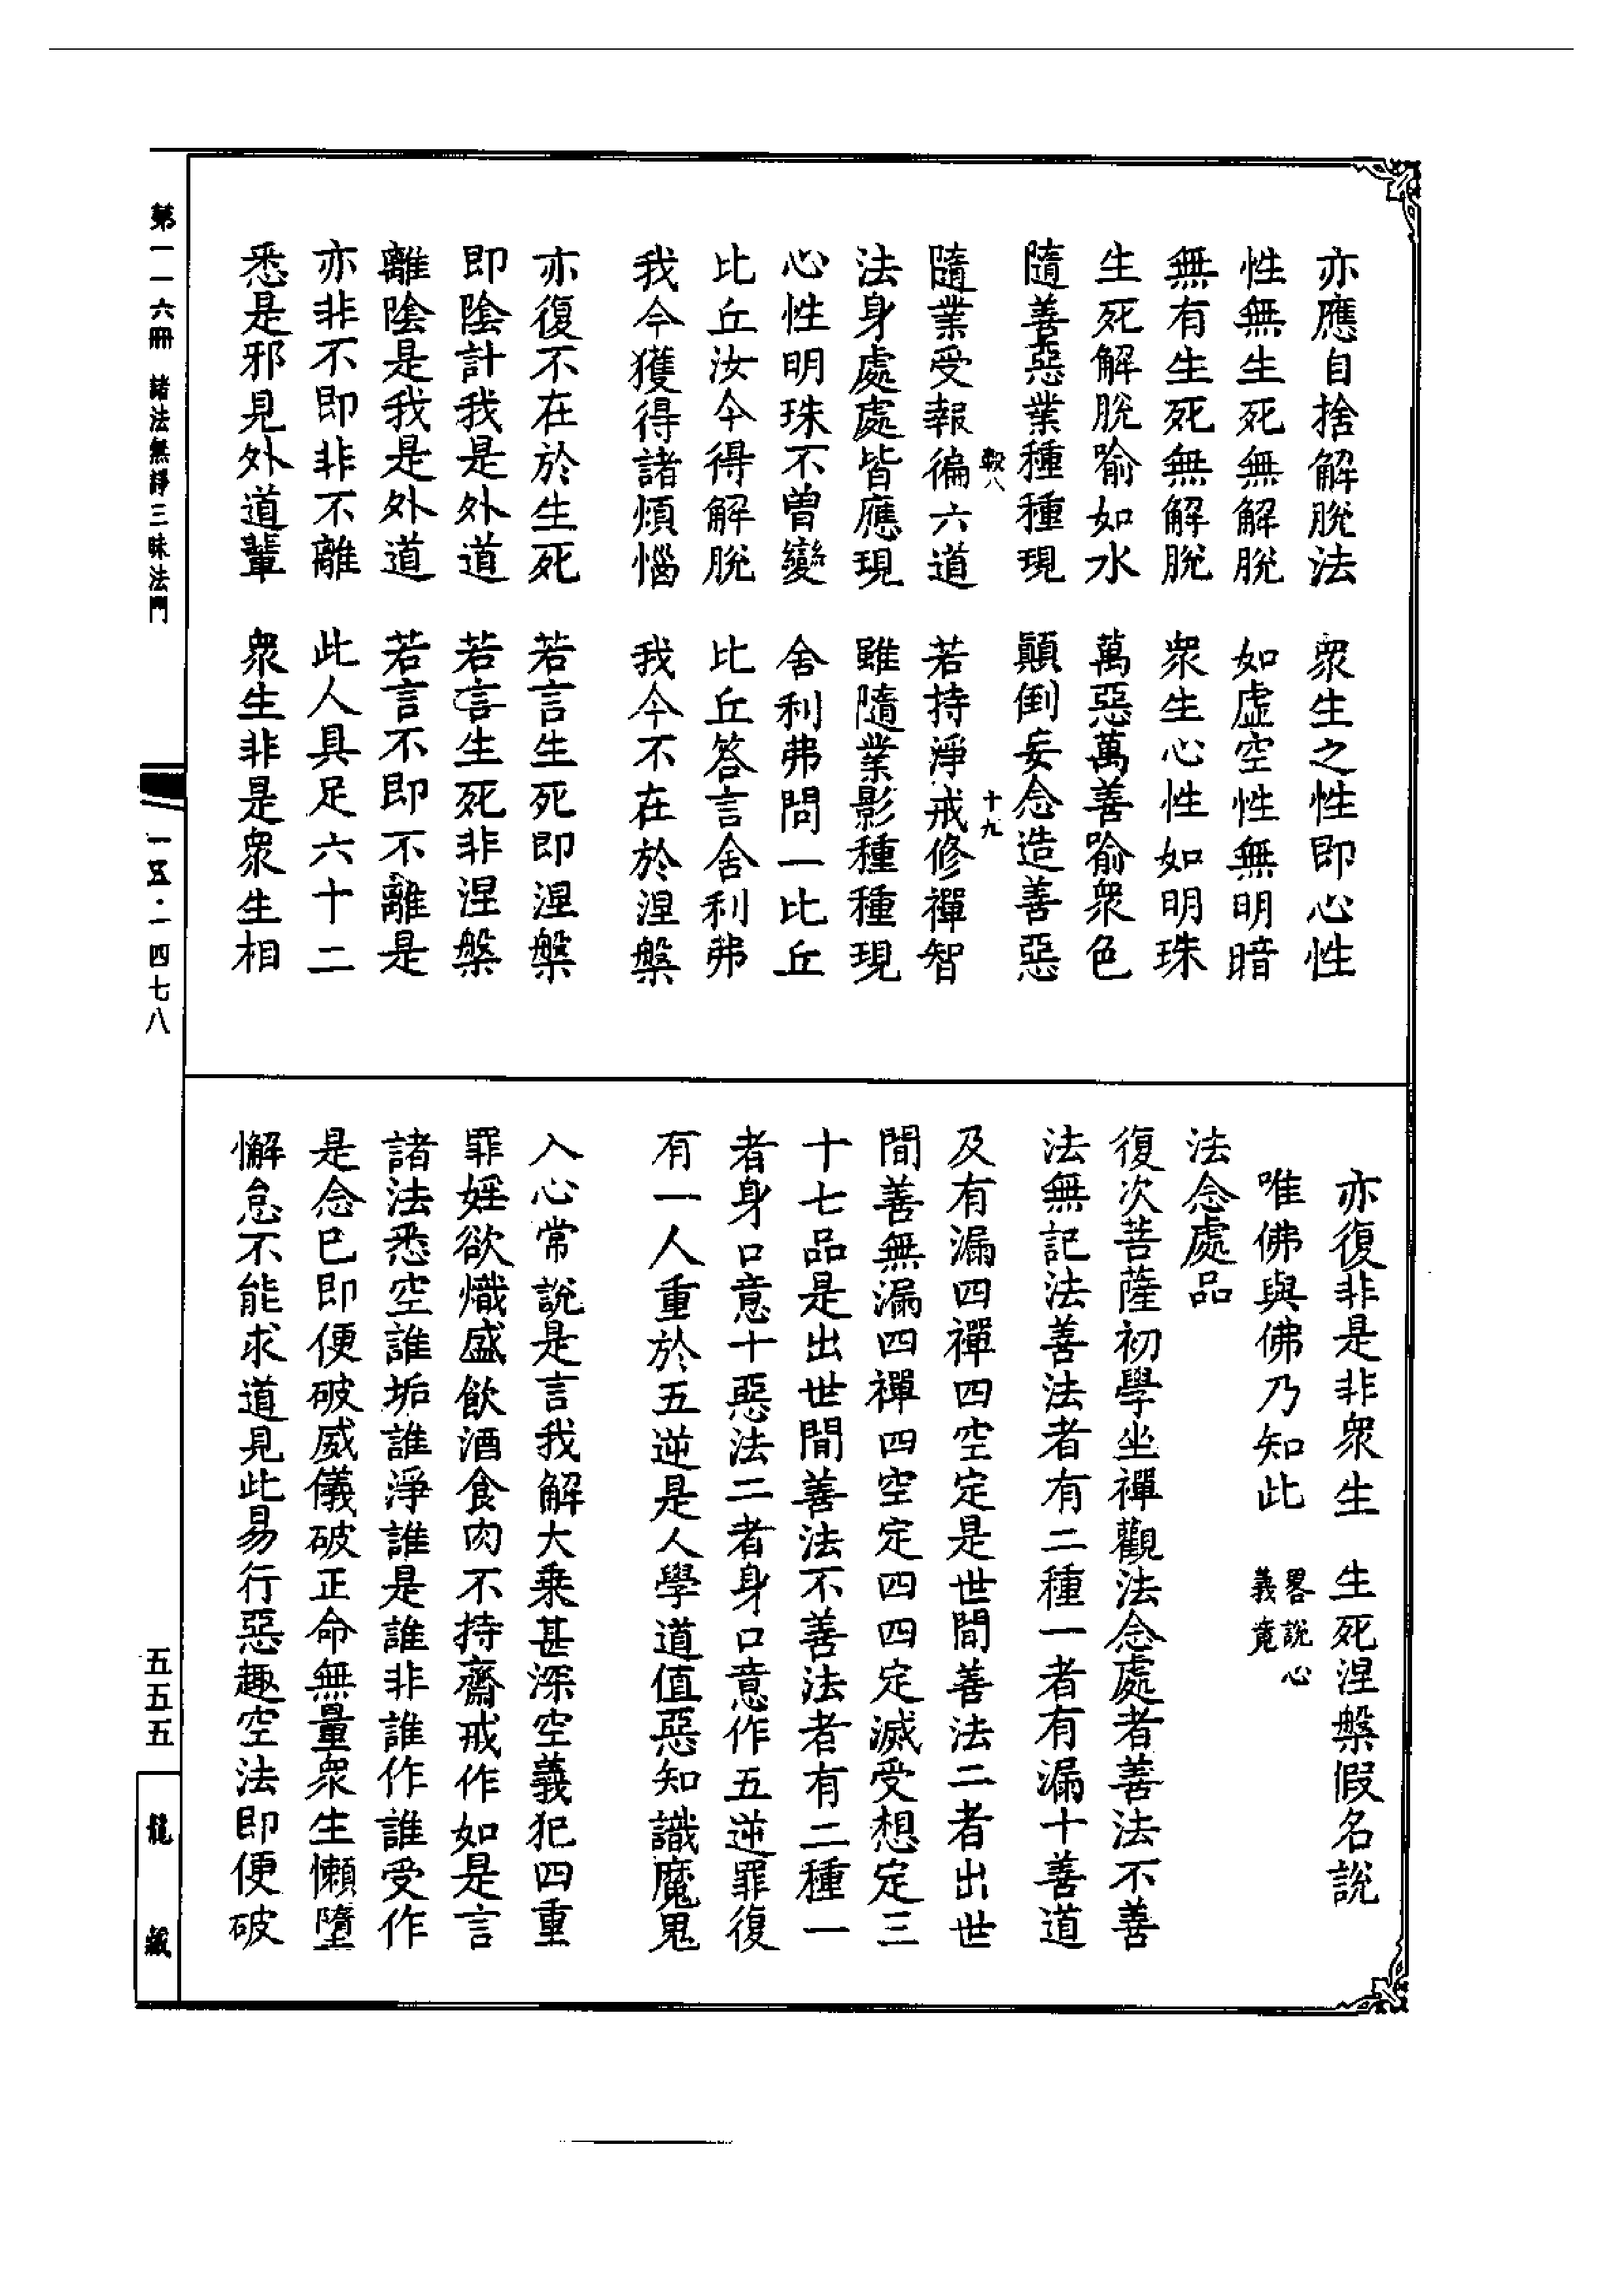 亦應自捨解脫法　衆生之性即心性
性無生死無解脫　如虛空性無明暗
無有生死無解脫　衆生心性如明珠
生死解脫喻如水　萬惡萬善喻衆色
隨善惡業種種現　顛倒妄念造善惡
轂八　十九
隨業受報徧六道　若持淨戒修禪智
法身處處皆應現　雖隨業影種種現
心性明珠不曾變　舍利弗問一比丘
比丘汝今得解脫　比丘答言舍利弗
我今獲得諸煩惱　我今不在於涅槃
亦復不在於生死　若言生死即涅槃
即陰計我是外道　若言生死非涅槃
離陰是我是外道　若言不即不離是
亦非不即非不離　此人具足六十二
悉是邪見外道輩　衆生非是衆生相
亦復非是非衆生　生死涅槃假名說
唯佛與佛乃知此　畧說心義竟
法念處品
復次菩薩初學坐禪觀法念處者善法不善
法無記法善法者有二種一者有漏十善道
及有漏四禪四空定是世間善法二者出世
間善無漏四禪四空定四四定滅受想定三
十七品是出世間善法不善法者有二種一
者身口意十惡法二者身口意作五逆罪復
有一人重於五逆是人學道值惡知識魔鬼
入心常說是言我解大乘甚深空義犯四重
罪婬欲熾盛飲酒食肉不持齋戒作如是言
諸法悉空誰垢誰淨誰是誰非誰作誰受作
是念已即便破威儀破正命無量衆生懶墮
懈怠不能求道見此易行惡趣空法即便破
第一一六冊　諸法無諍三昧法門
一五·一四七八
五五五
龍藏